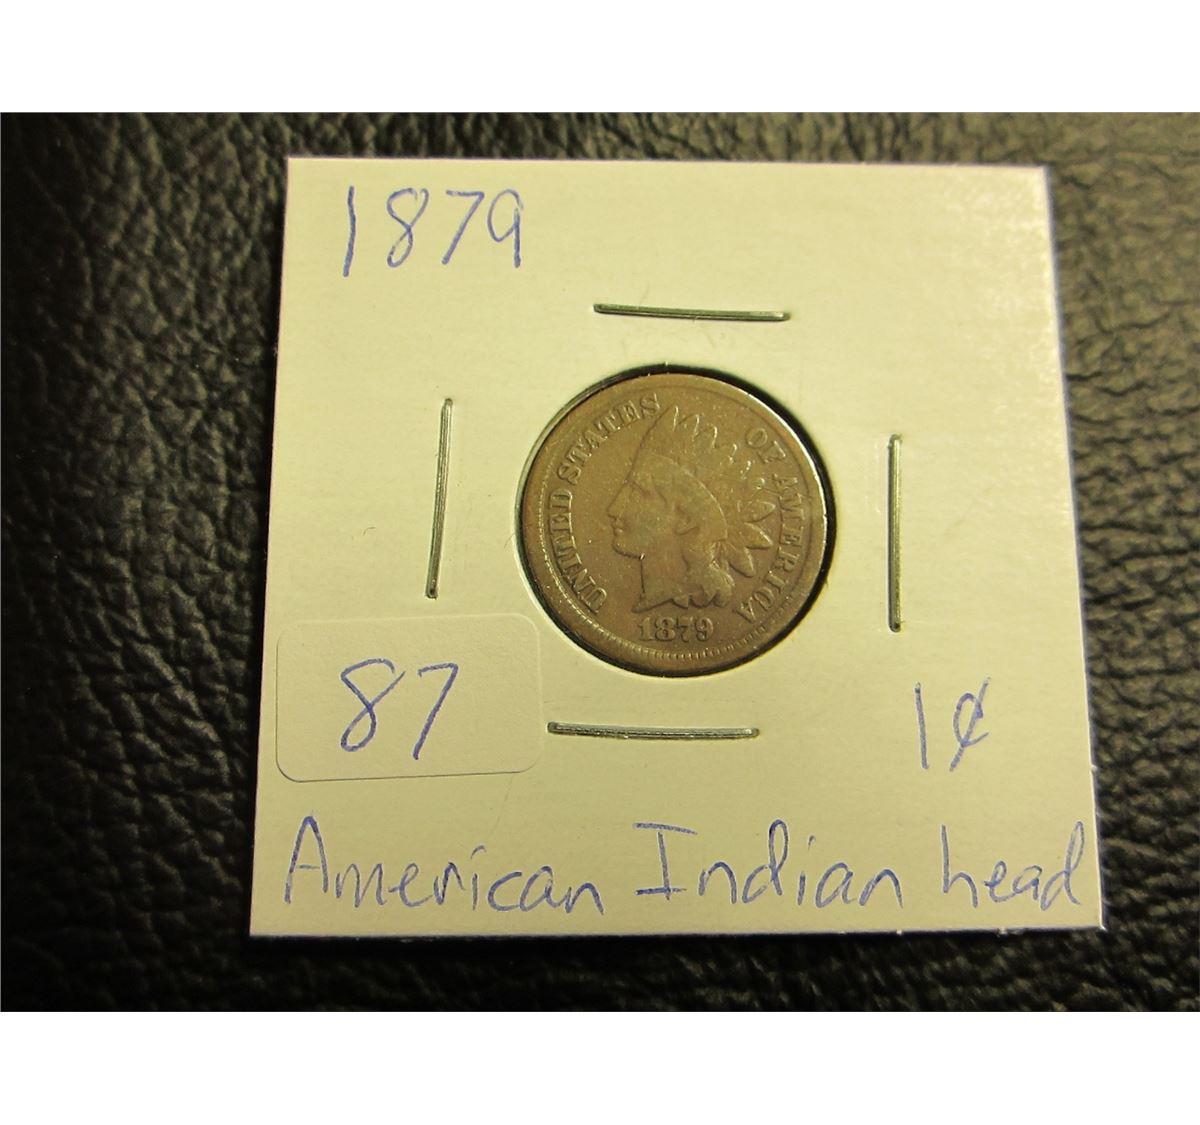 1879
UNITED STATES OF AMERICA
1879
87
1¢
American Indian head